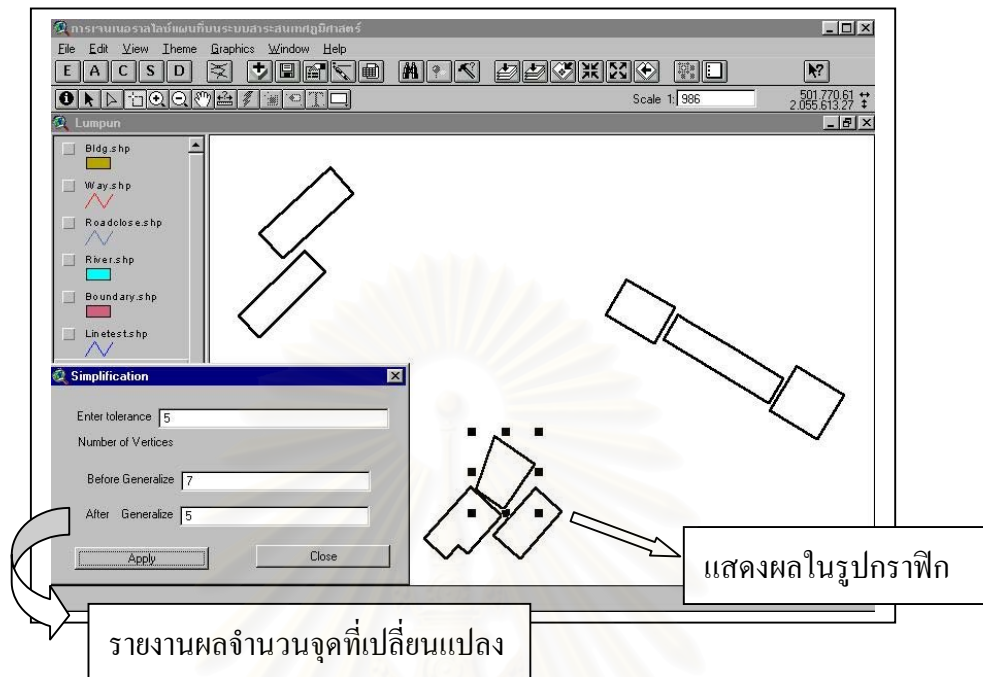 การเจนเนอราลไลซ์แผนที่บนระบบสาระสนเทศภูมิศาสตร์
File Edit View Theme Graphics Window Help
E A C S D
Scale 1: 986
501,770.61
2,055,613.27
Lumpun
Bldg.shp
Way.shp
Roadclose.shp
River.shp
Boundary.shp
Linetest.shp
Simplification
Enter tolerance 5
Number of Vertices
Before Generalize 7
After Generalize 5
Apply Close
แสดงผลในรูปกราฟิก
รายงานผลจำนวนจุดที่เปลี่ยนแปลง